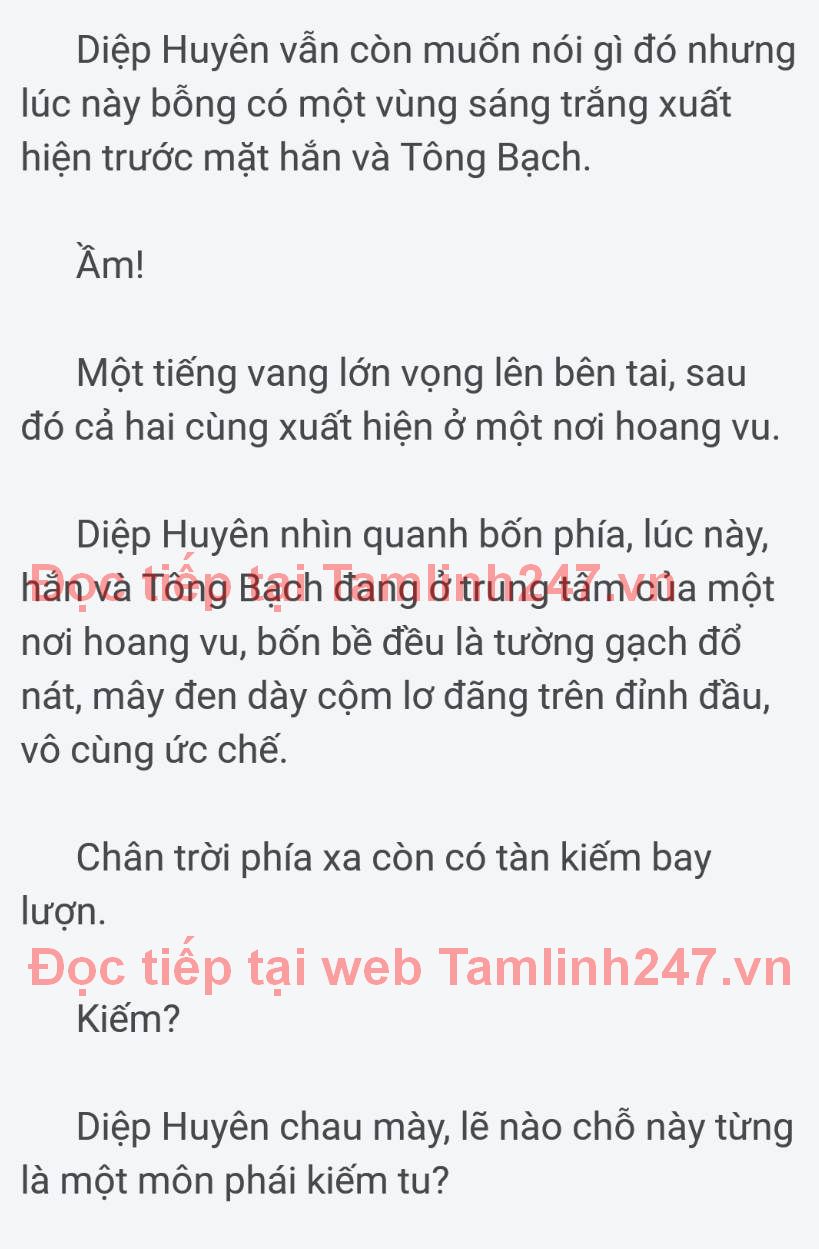 Diệp Huyên vẫn còn muốn nói gì đó nhưng
lúc này bỗng có một vùng sáng trắng xuất
hiện trước mặt hắn và Tông Bạch.
Ầm!
Một tiếng vang lớn vọng lên bên tai, sau
đó cả hai cùng xuất hiện ở một nơi hoang vu.
Diệp Huyên nhìn quanh bốn phía, lúc này,
hắn và Tông Bạch đang ở trung tâm của một
Đọc tiếp tại Tamlinh247.vn
nơi hoang vu, bốn bề đều là tường gạch đổ
nát, mây đen dày cộm lơ đãng trên đỉnh đầu,
vô cùng ức chế.
Chân trời phía xa còn có tàn kiếm bay
lượn.
Đọc tiếp tại web Tamlinh247.vn
Kiếm?
Diệp Huyên chau mày, lẽ nào chỗ này từng
là một môn phái kiếm tu?